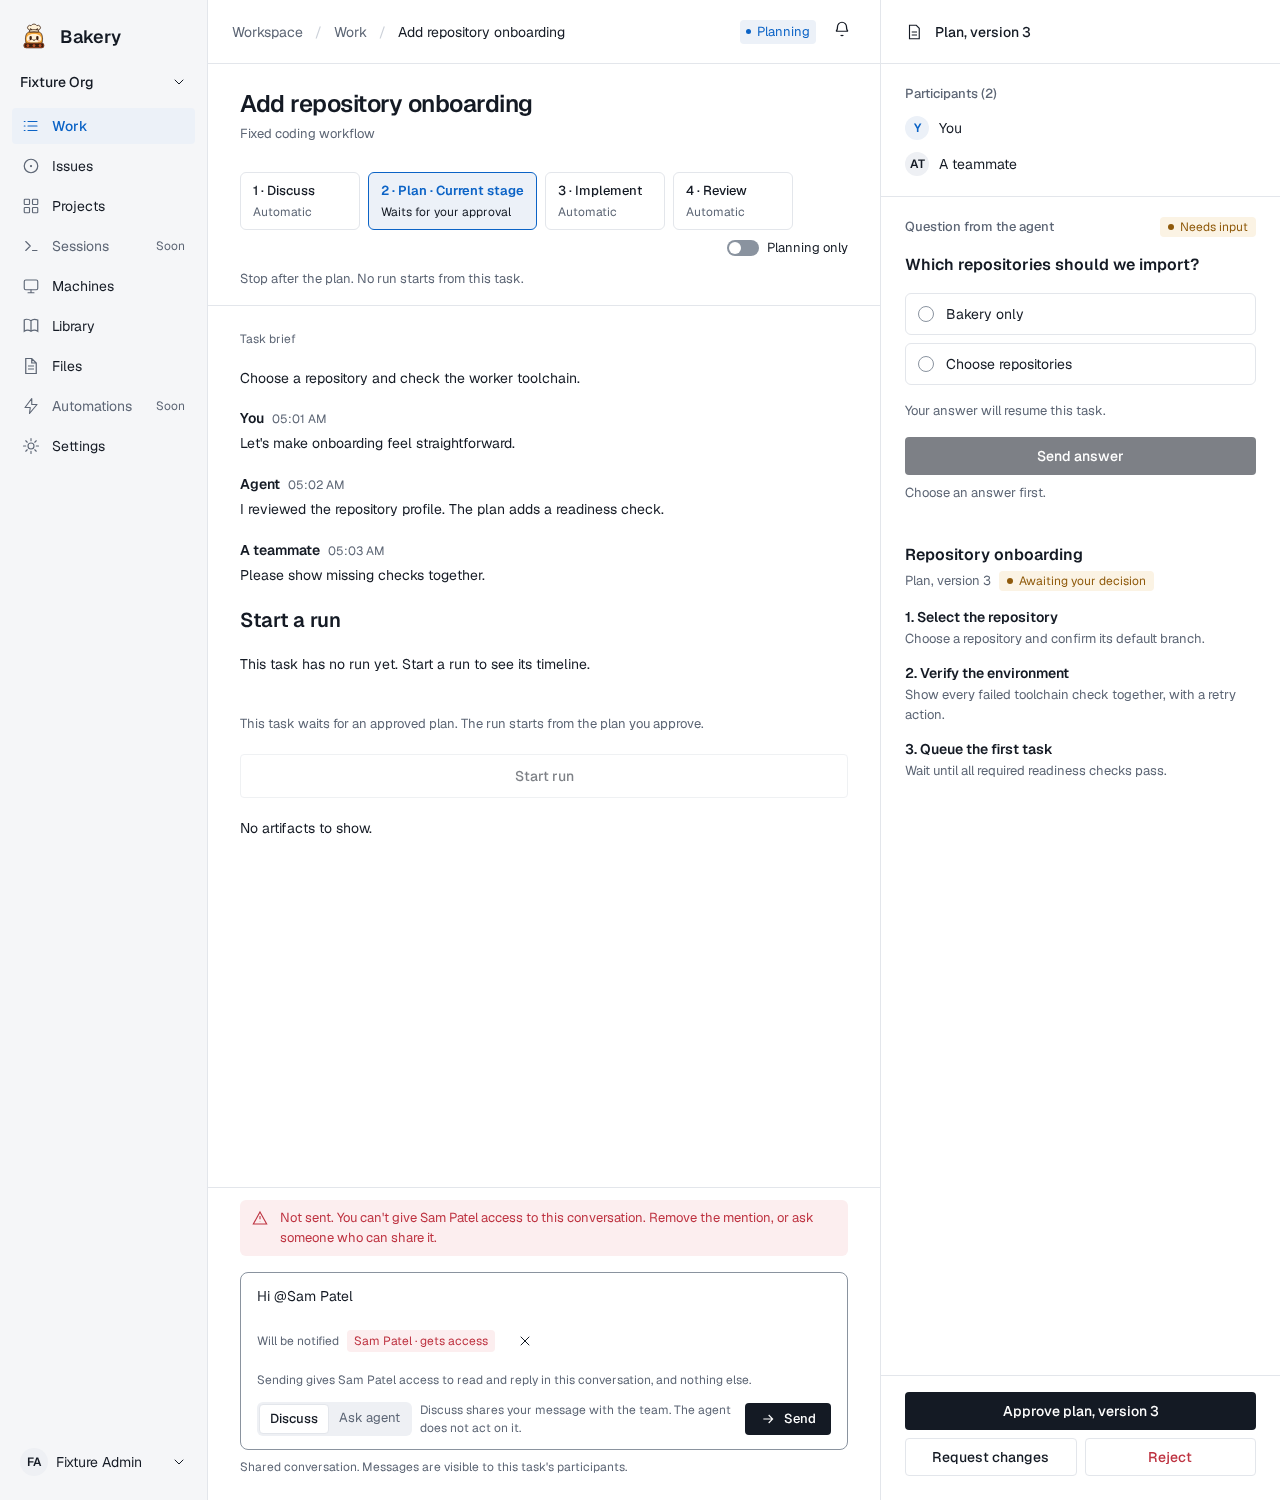 Bakery
Fixture Org
Work
Issues
Projects
Sessions Soon
Machines
Library
Files
Automations Soon
Settings
FA Fixture Admin
Workspace / Work / Add repository onboarding
Planning
Add repository onboarding
Fixed coding workflow
1 · Discuss
Automatic
2 · Plan · Current stage
Waits for your approval
3 · Implement
Automatic
4 · Review
Automatic
Planning only
Stop after the plan. No run starts from this task.
Task brief
Choose a repository and check the worker toolchain.
You 05:01 AM
Let's make onboarding feel straightforward.
Agent 05:02 AM
I reviewed the repository profile. The plan adds a readiness check.
A teammate 05:03 AM
Please show missing checks together.
Start a run
This task has no run yet. Start a run to see its timeline.
This task waits for an approved plan. The run starts from the plan you approve.
Start run
No artifacts to show.
Not sent. You can't give Sam Patel access to this conversation. Remove the mention, or ask
someone who can share it.
Hi @Sam Patel
Will be notified Sam Patel · gets access
Sending gives Sam Patel access to read and reply in this conversation, and nothing else.
Discuss Ask agent
Discuss shares your message with the team. The agent
does not act on it.
Send
Shared conversation. Messages are visible to this task's participants.
Plan, version 3
Participants (2)
Y You
AT A teammate
Question from the agent Needs input
Which repositories should we import?
Bakery only
Choose repositories
Your answer will resume this task.
Send answer
Choose an answer first.
Repository onboarding
Plan, version 3 Awaiting your decision
1. Select the repository
Choose a repository and confirm its default branch.
2. Verify the environment
Show every failed toolchain check together, with a retry
action.
3. Queue the first task
Wait until all required readiness checks pass.
Approve plan, version 3
Request changes
Reject